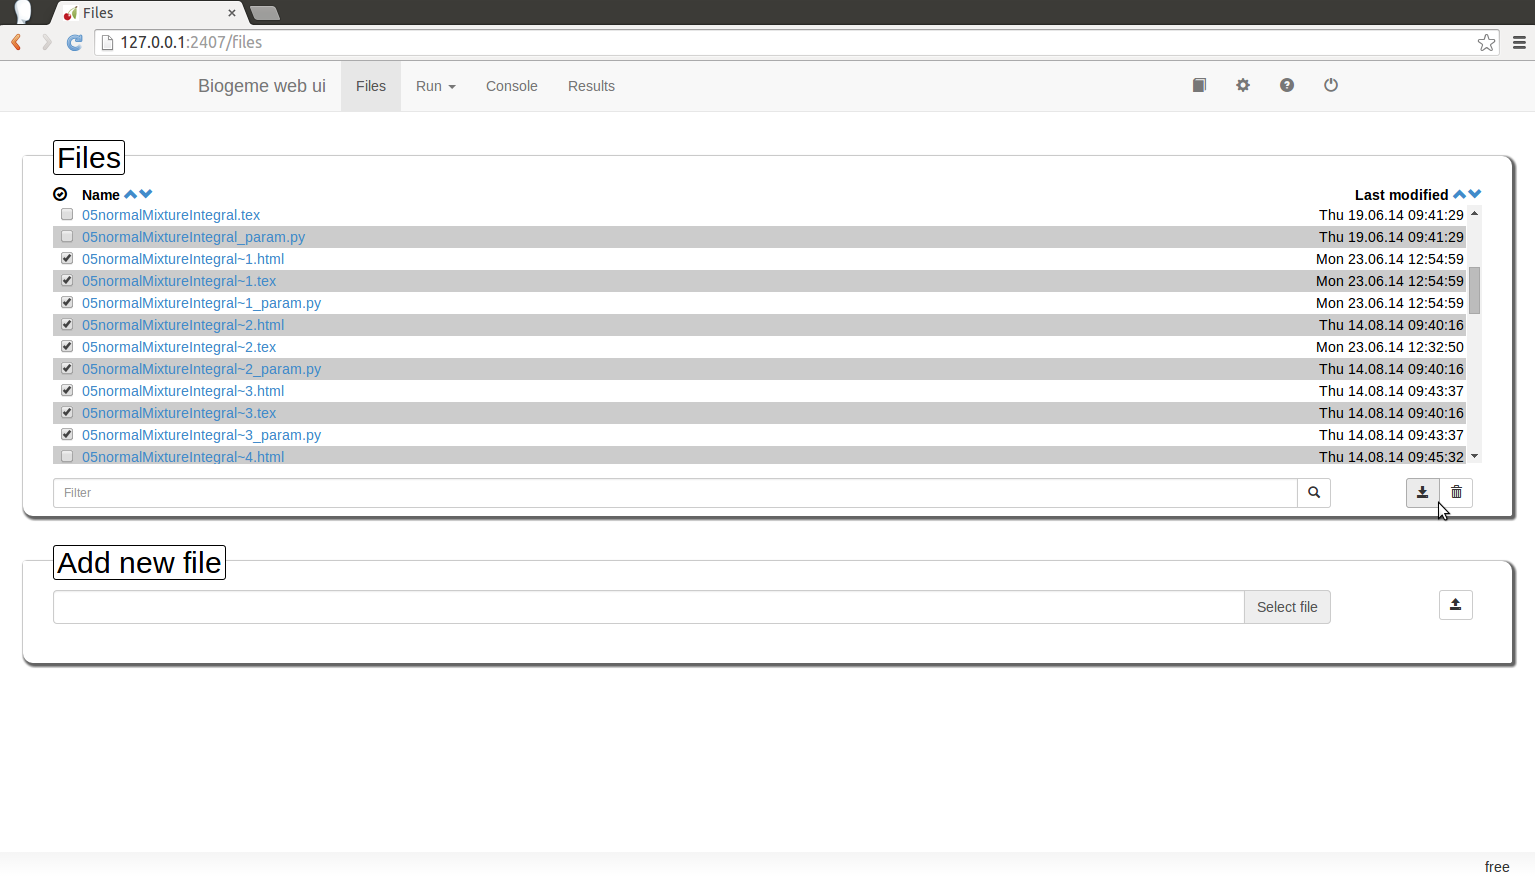 Files
127.0.0.1:2407/files
Biogeme web ui Files Run Console Results
Files
Name Last modified
05normalMixtureIntegral.tex Thu 19.06.14 09:41:29
05normalMixtureIntegral_param.py Thu 19.06.14 09:41:29
05normalMixtureIntegral~1.html Mon 23.06.14 12:54:59
05normalMixtureIntegral~1.tex Mon 23.06.14 12:54:59
05normalMixtureIntegral~1_param.py Mon 23.06.14 12:54:59
05normalMixtureIntegral~2.html Thu 14.08.14 09:40:16
05normalMixtureIntegral~2.tex Mon 23.06.14 12:32:50
05normalMixtureIntegral~2_param.py Thu 14.08.14 09:40:16
05normalMixtureIntegral~3.html Thu 14.08.14 09:43:37
05normalMixtureIntegral~3.tex Thu 14.08.14 09:40:16
05normalMixtureIntegral~3_param.py Thu 14.08.14 09:43:37
05normalMixtureIntegral~4.html Thu 14.08.14 09:45:32
Filter
Add new file
Select file
free